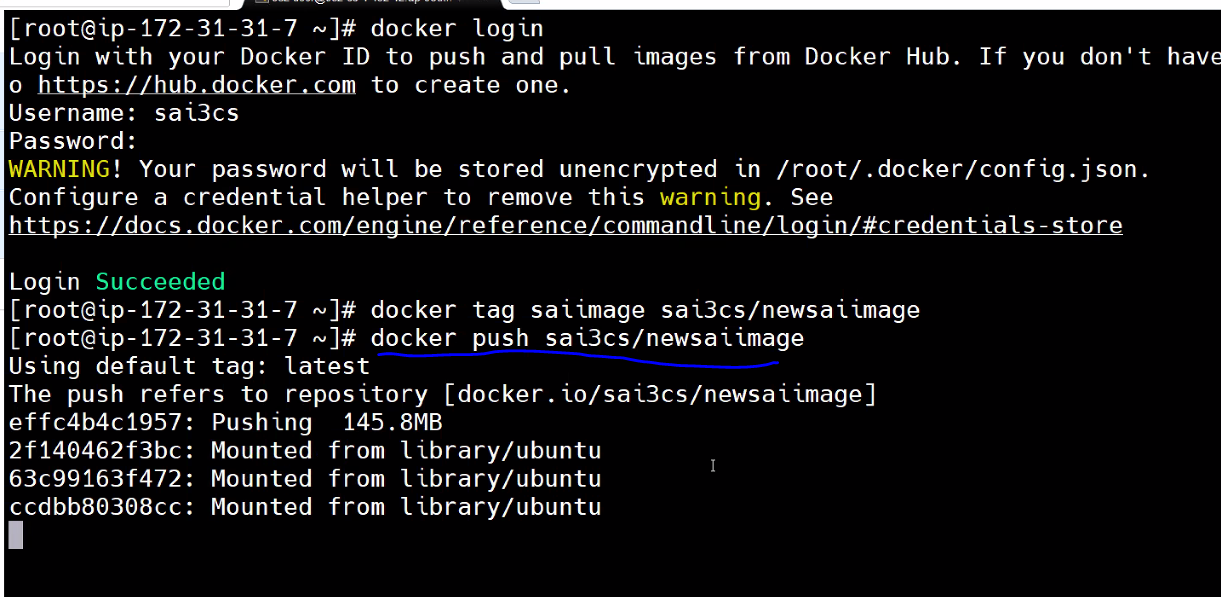 [root@ip-172-31-31-7 ~]# docker login
Login with your Docker ID to push and pull images from Docker Hub. If you don't have
o https://hub.docker.com to create one.
Username: sai3cs
Password:
WARNING! Your password will be stored unencrypted in /root/.docker/config.json.
Configure a credential helper to remove this warning. See
https://docs.docker.com/engine/reference/commandline/login/#credentials-store
Login Succeeded
[root@ip-172-31-31-7 ~]# docker tag saiimage sai3cs/newsaiimage
[root@ip-172-31-31-7 ~]# docker push sai3cs/newsaiimage
Using default tag: latest
The push refers to repository [docker.io/sai3cs/newsaiimage]
effc4b4c1957: Pushing  145.8MB
2f140462f3bc: Mounted from library/ubuntu
63c99163f472: Mounted from library/ubuntu
ccdbb80308cc: Mounted from library/ubuntu